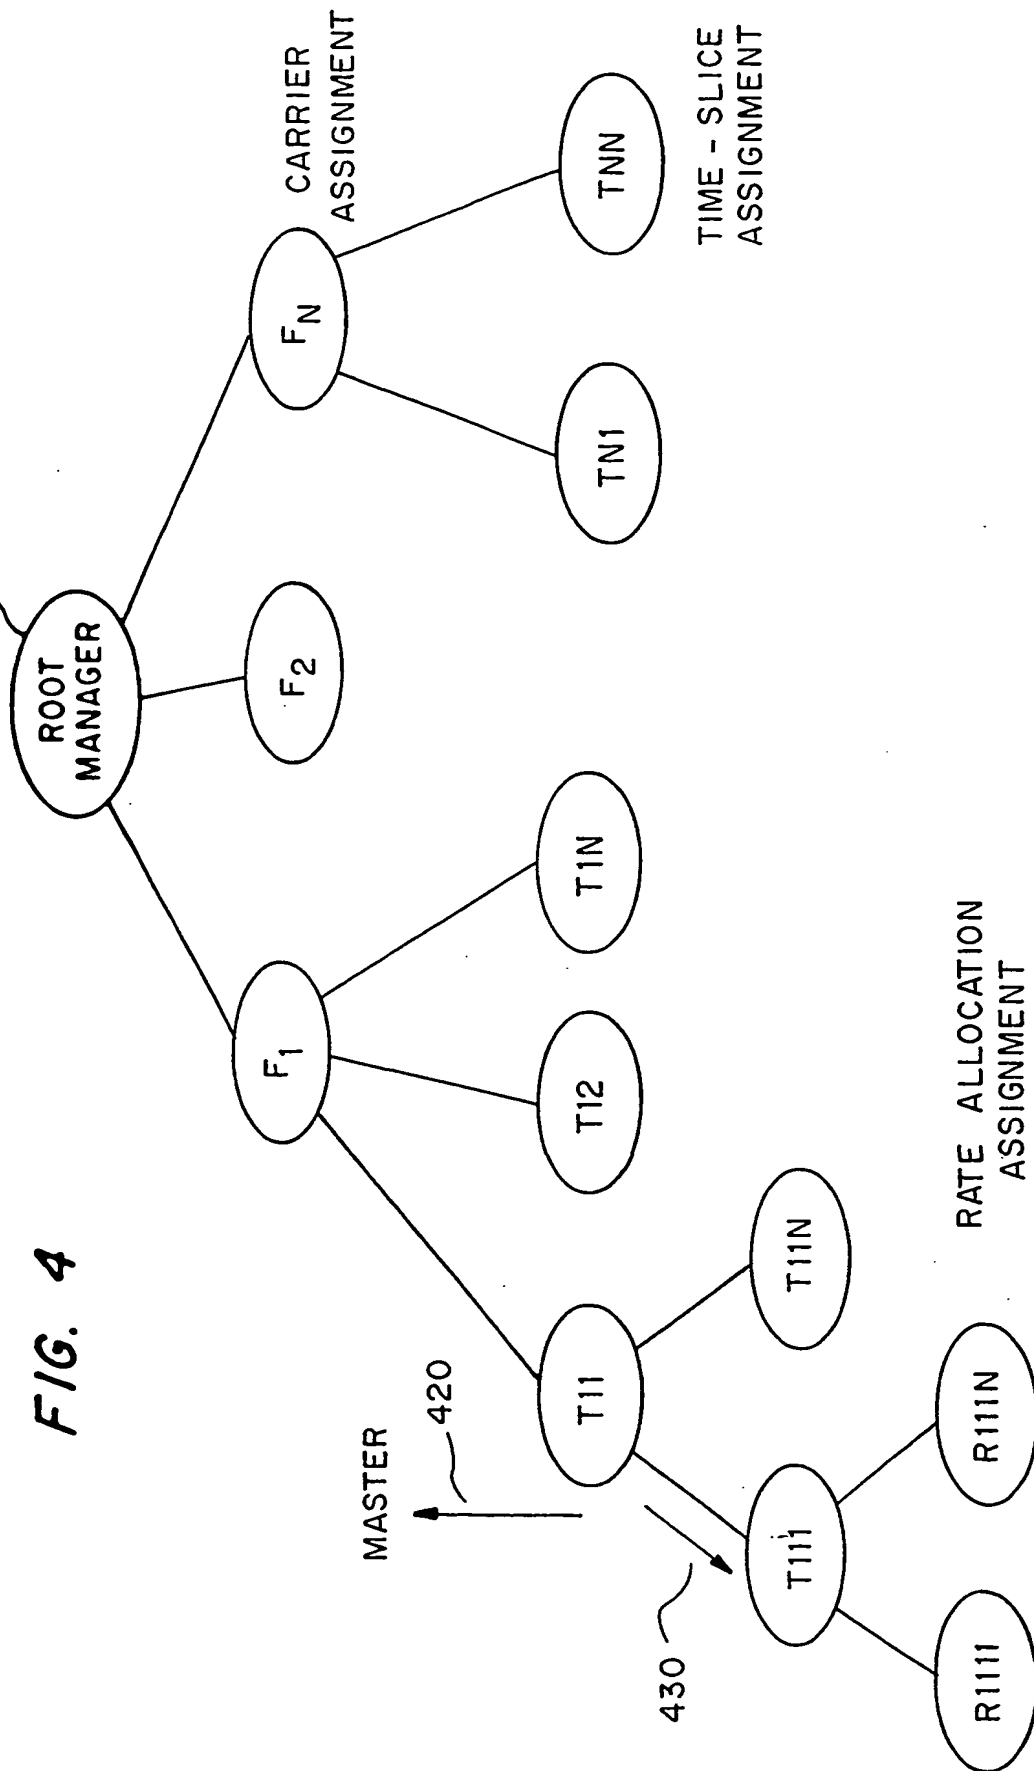 FIG. 4
ROOT
MANAGER
F1
F2
FN
CARRIER
ASSIGNMENT
MASTER
420
T11
T12
T1N
TN1
TNN
TIME - SLICE
ASSIGNMENT
430
T111
T11N
RATE ALLOCATION
ASSIGNMENT
R1111
R111N